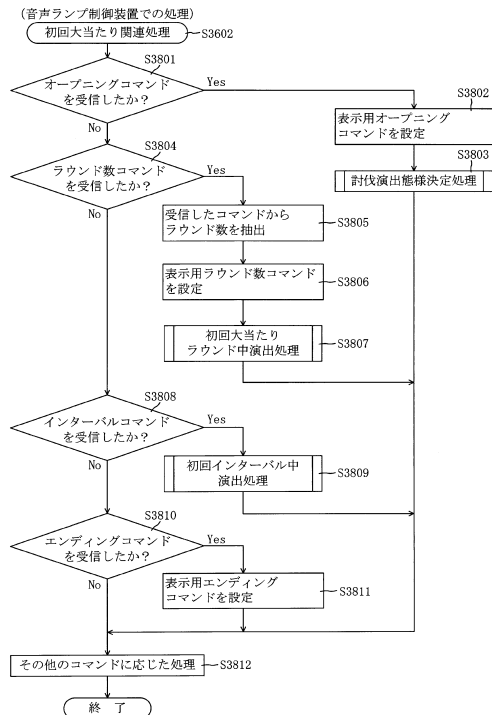 (音声ランプ制御装置での処理)
初回大当たり関連処理
S3602
S3801
オープニングコマンド
を受信したか?
Yes
No
S3802
表示用オープニング
コマンドを設定
S3803
討伐演出態様決定処理
S3804
ラウンド数コマンド
を受信したか?
Yes
No
受信したコマンドから
ラウンド数を抽出
S3805
表示用ラウンド数コマンド
を設定
S3806
初回大当たり
ラウンド中演出処理
S3807
S3808
インターバルコマンド
を受信したか?
Yes
No
初回インターバル中
演出処理
S3809
S3810
エンディングコマンド
を受信したか?
Yes
No
表示用エンディング
コマンドを設定
S3811
その他のコマンドに応じた処理
S3812
終 了